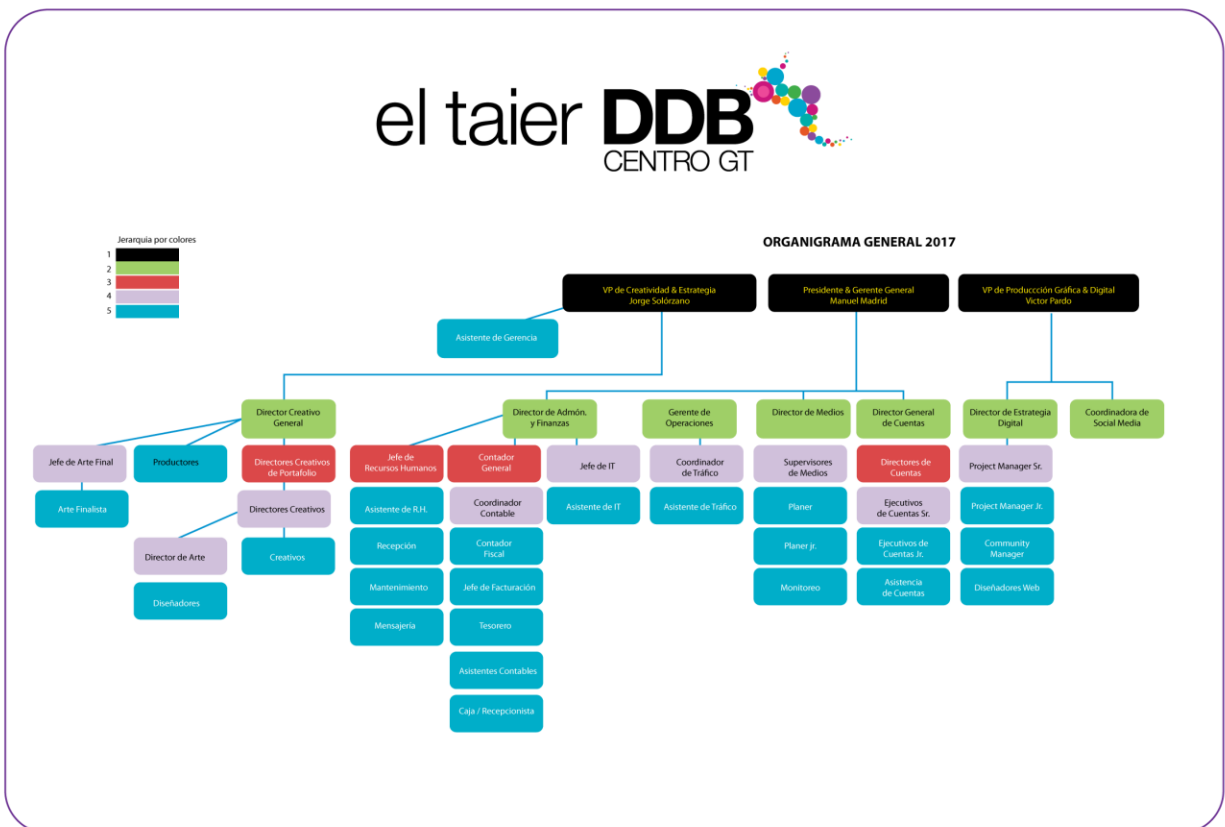 el taier DDB
CENTRO GT
Jerarquia por colores
1
2
3
4
5
ORGANIGRAMA GENERAL 2017
VP de Creatividad & Estrategia
Jorge Solórzano
Presidente & Gerente General
Manuel Madrid
VP de Produccción Gráfica & Digital
Victor Pardo
Asistente de Gerencia
Director Creativo
General
Director de Admón.
y Finanzas
Gerente de
Operaciones
Director de Medios
Director General
de Cuentas
Director de Estrategia
Digital
Coordinadora de
Social Media
Jefe de Arte Final
Productores
Directores Creativos
de Portafolio
Jefe de
Recursos Humanos
Contador
General
Jefe de IT
Coordinador
de Tráfico
Supervisores
de Medios
Directores de
Cuentas
Project Manager Sr.
Arte Finalista
Directores Creativos
Asistente de R.H.
Coordinador
Contable
Asistente de IT
Asistente de Tráfico
Planer
Ejecutivos
de Cuentas Sr.
Project Manager Jr.
Director de Arte
Creativos
Recepción
Contador
Fiscal
Planer jr.
Ejecutivos de
Cuentas Jr.
Community
Manager
Diseñadores
Mantenimiento
Jefe de Facturación
Monitoreo
Asistencia
de Cuentas
Diseñadores Web
Mensajería
Tesorero
Asistentes Contables
Caja / Recepcionista